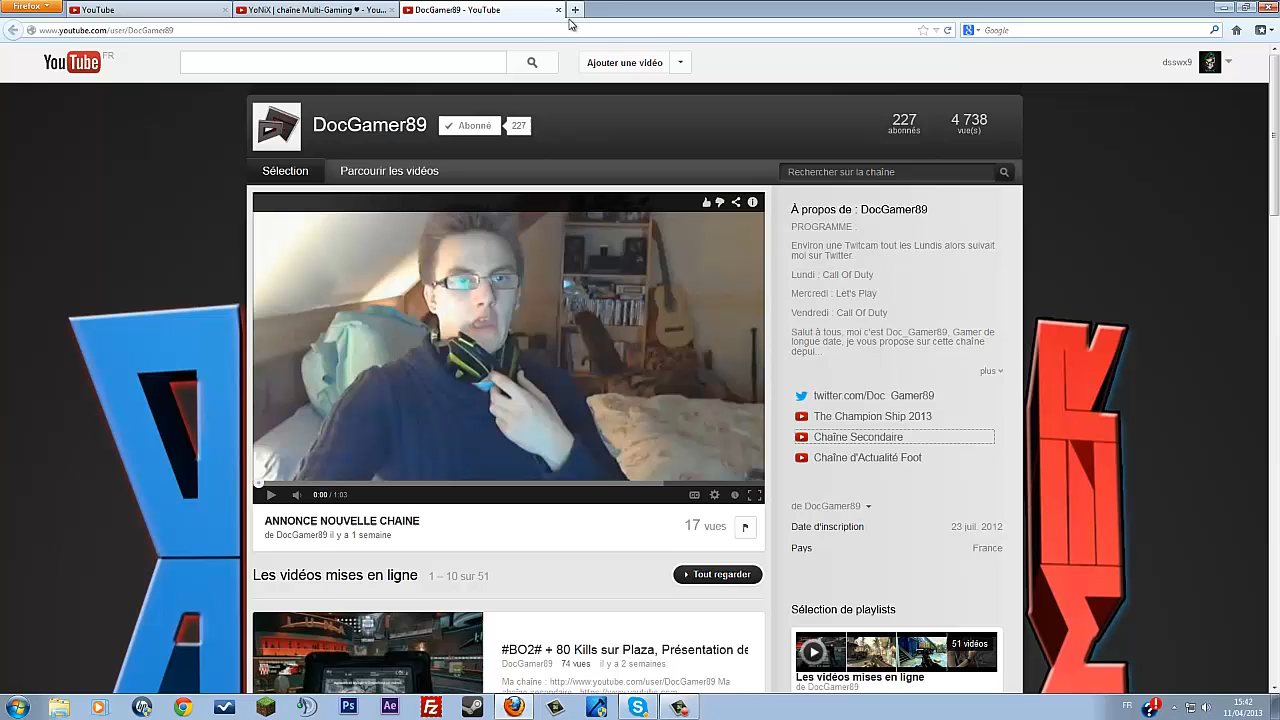 Firefox
YouTube
YoNiX | chaîne Multi-Gaming ♥ - You...
DocGamer89 - YouTube
www.youtube.com/user/DocGamer89
Google
YouTube FR
Ajouter une vidéo
dsswx9
DocGamer89
Abonné
227
227
abonnés
4 738
vue(s)
Sélection
Parcourir les vidéos
Rechercher sur la chaîne
À propos de : DocGamer89
PROGRAMME :
Environ une Twitcam tout les Lundis alors suivait
moi sur Twitter.
Lundi : Call Of Duty
Mercredi : Let's Play
Vendredi : Call Of Duty
Salut à tous, moi c'est Doc_Gamer89, Gamer de
longue date, je vous propose sur cette chaîne
depui...
plus
twitter.com/Doc_Gamer89
The Champion Ship 2013
Chaîne Secondaire
Chaîne d'Actualité Foot
0:00 / 1:03
ANNONCE NOUVELLE CHAINE
de DocGamer89 il y a 1 semaine
17 vues
de DocGamer89
Date d'inscription
23 juil. 2012
Pays
France
Les vidéos mises en ligne
1 – 10 sur 51
Tout regarder
Sélection de playlists
51 vidéos
Les vidéos mises en ligne
de DocGamer89
#BO2# + 80 Kills sur Plaza, Présentation de
DocGamer89 74 vues il y a 2 semaines
Ma chaîne : http://www.youtube.com/user/DocGamer89 Ma
FR
15:42
11/04/2013